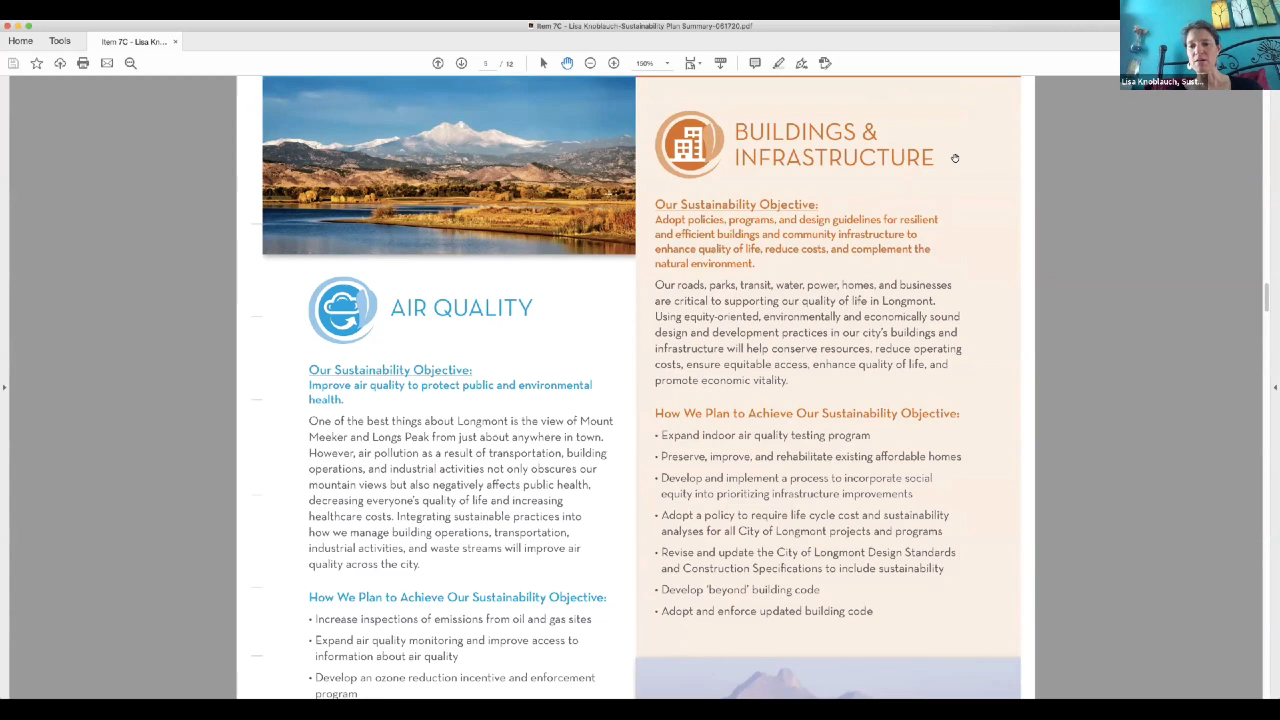 Item 7C - Lisa Knoblauch-Sustainability Plan Summary-061720.pdf
Home
Tools
Item 7C - Lisa Kn...
×
5 / 12
150%
Lisa Knoblauch, Sust...
AIR QUALITY
Our Sustainability Objective:
Improve air quality to protect public and environmental
health.
One of the best things about Longmont is the view of Mount
Meeker and Longs Peak from just about anywhere in town.
However, air pollution as a result of transportation, building
operations, and industrial activities not only obscures our
mountain views but also negatively affects public health,
decreasing everyone's quality of life and increasing
healthcare costs. Integrating sustainable practices into
how we manage building operations, transportation,
industrial activities, and waste streams will improve air
quality across the city.
How We Plan to Achieve Our Sustainability Objective:
• Increase inspections of emissions from oil and gas sites
• Expand air quality monitoring and improve access to
information about air quality
• Develop an ozone reduction incentive and enforcement
program
BUILDINGS &
INFRASTRUCTURE
Our Sustainability Objective:
Adopt policies, programs, and design guidelines for resilient
and efficient buildings and community infrastructure to
enhance quality of life, reduce costs, and complement the
natural environment.
Our roads, parks, transit, water, power, homes, and businesses
are critical to supporting our quality of life in Longmont.
Using equity-oriented, environmentally and economically sound
design and development practices in our city's buildings and
infrastructure will help conserve resources, reduce operating
costs, ensure equitable access, enhance quality of life, and
promote economic vitality.
How We Plan to Achieve Our Sustainability Objective:
• Expand indoor air quality testing program
• Preserve, improve, and rehabilitate existing affordable homes
• Develop and implement a process to incorporate social
equity into prioritizing infrastructure improvements
• Adopt a policy to require life cycle cost and sustainability
analyses for all City of Longmont projects and programs
• Revise and update the City of Longmont Design Standards
and Construction Specifications to include sustainability
• Develop 'beyond' building code
• Adopt and enforce updated building code